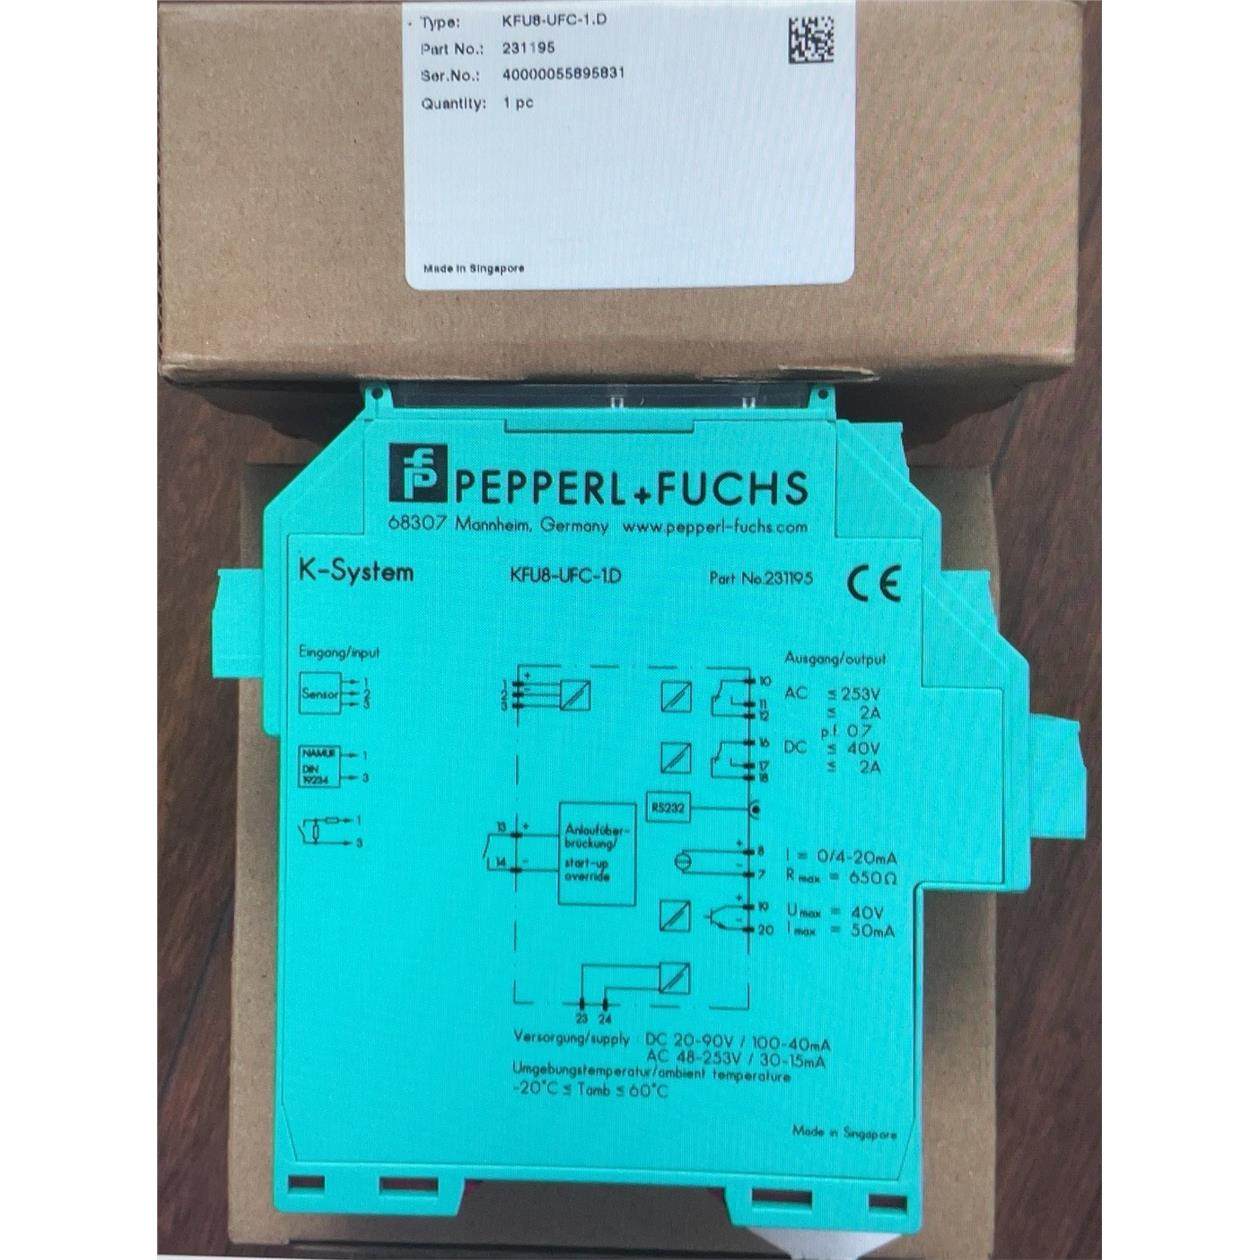 Type: KFU8-UFC-1.D
Part No.: 231195
Ser.No.: 40000055895831
Quantity: 1 pc
Made in Singapore
PEPPERL+FUCHS
68307 Mannheim, Germany www.pepperl-fuchs.com
K-System KFU8-UFC-1.D Part No.231195 CE
Eingang/input
Sensor 1
2
3
NAMUR 1
DIN
19234 3
1
3
1 +
2 -
3
13 +
14 -
Anlaufüber-
brückung/
start-up
override
RS232
10
11
12
16
17
18
+ 8
- 7
+ 19
- 20
23 24
Ausgang/output
AC ≤ 253V
≤ 2A
p.f. 0.7
DC ≤ 40V
≤ 2A
I = 0/4-20mA
R max = 650Ω
U max = 40V
I max = 50mA
Versorgung/supply DC 20-90V / 100-40mA
AC 48-253V / 30-15mA
Umgebungstemperatur/ambient temperature
-20°C ≤ Tamb ≤ 60°C
Made in Singapore